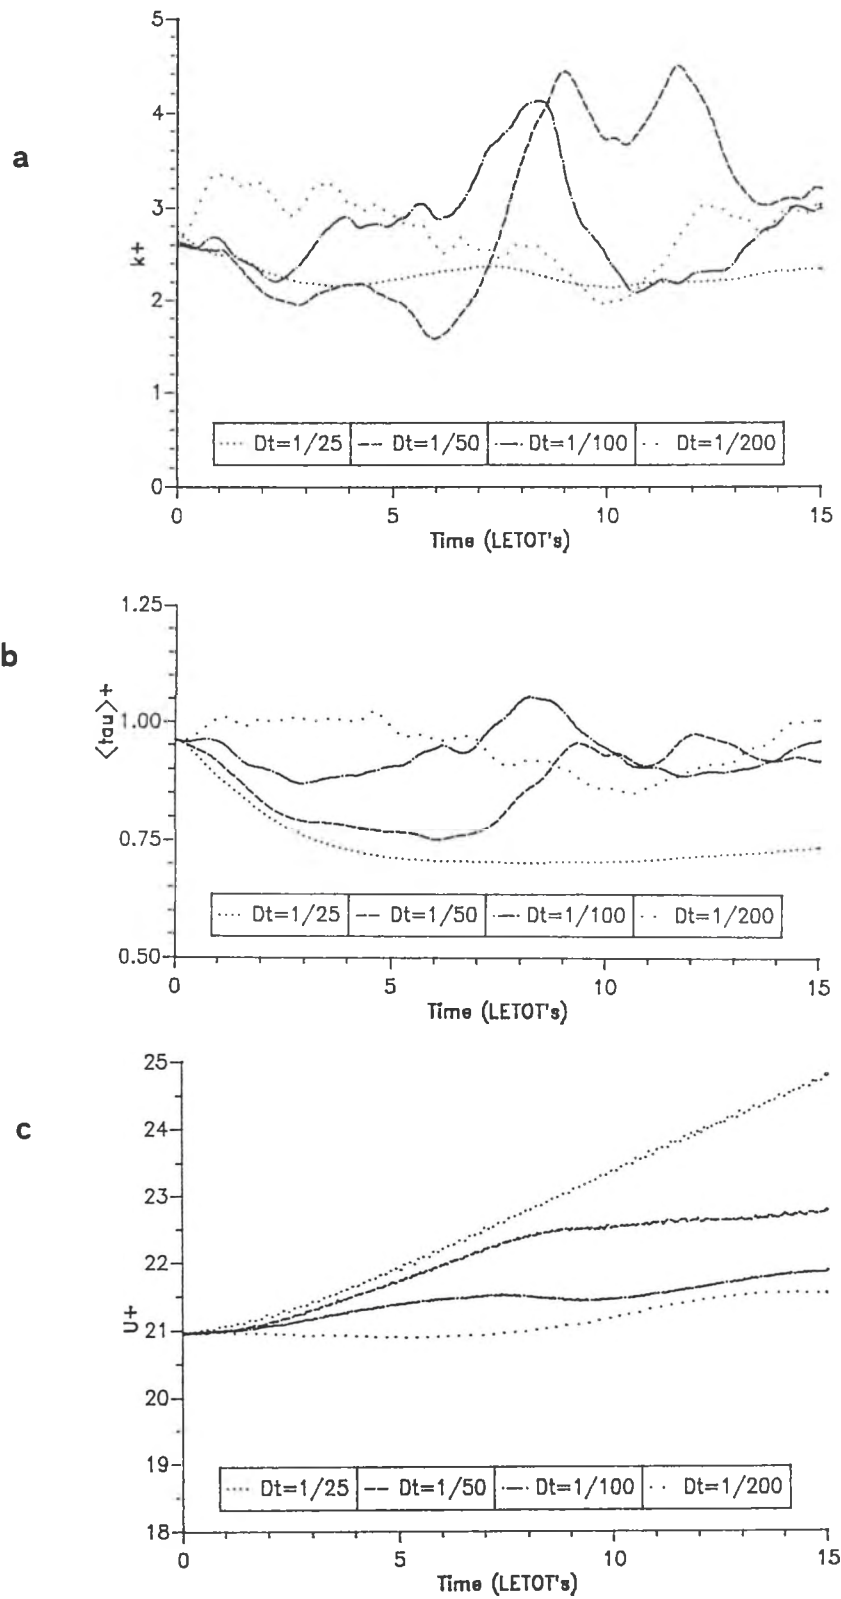 a
5
4
3
2
1
0
k+
Dt=1/25 Dt=1/50 Dt=1/100 Dt=1/200
0 5 10 15
Time (LETOT's)
b
1.25
1.00
0.75
0.50
<tau>+
Dt=1/25 Dt=1/50 Dt=1/100 Dt=1/200
0 5 10 15
Time (LETOT's)
c
25
24
23
22
21
20
19
18
U+
Dt=1/25 Dt=1/50 Dt=1/100 Dt=1/200
0 5 10 15
Time (LETOT's)